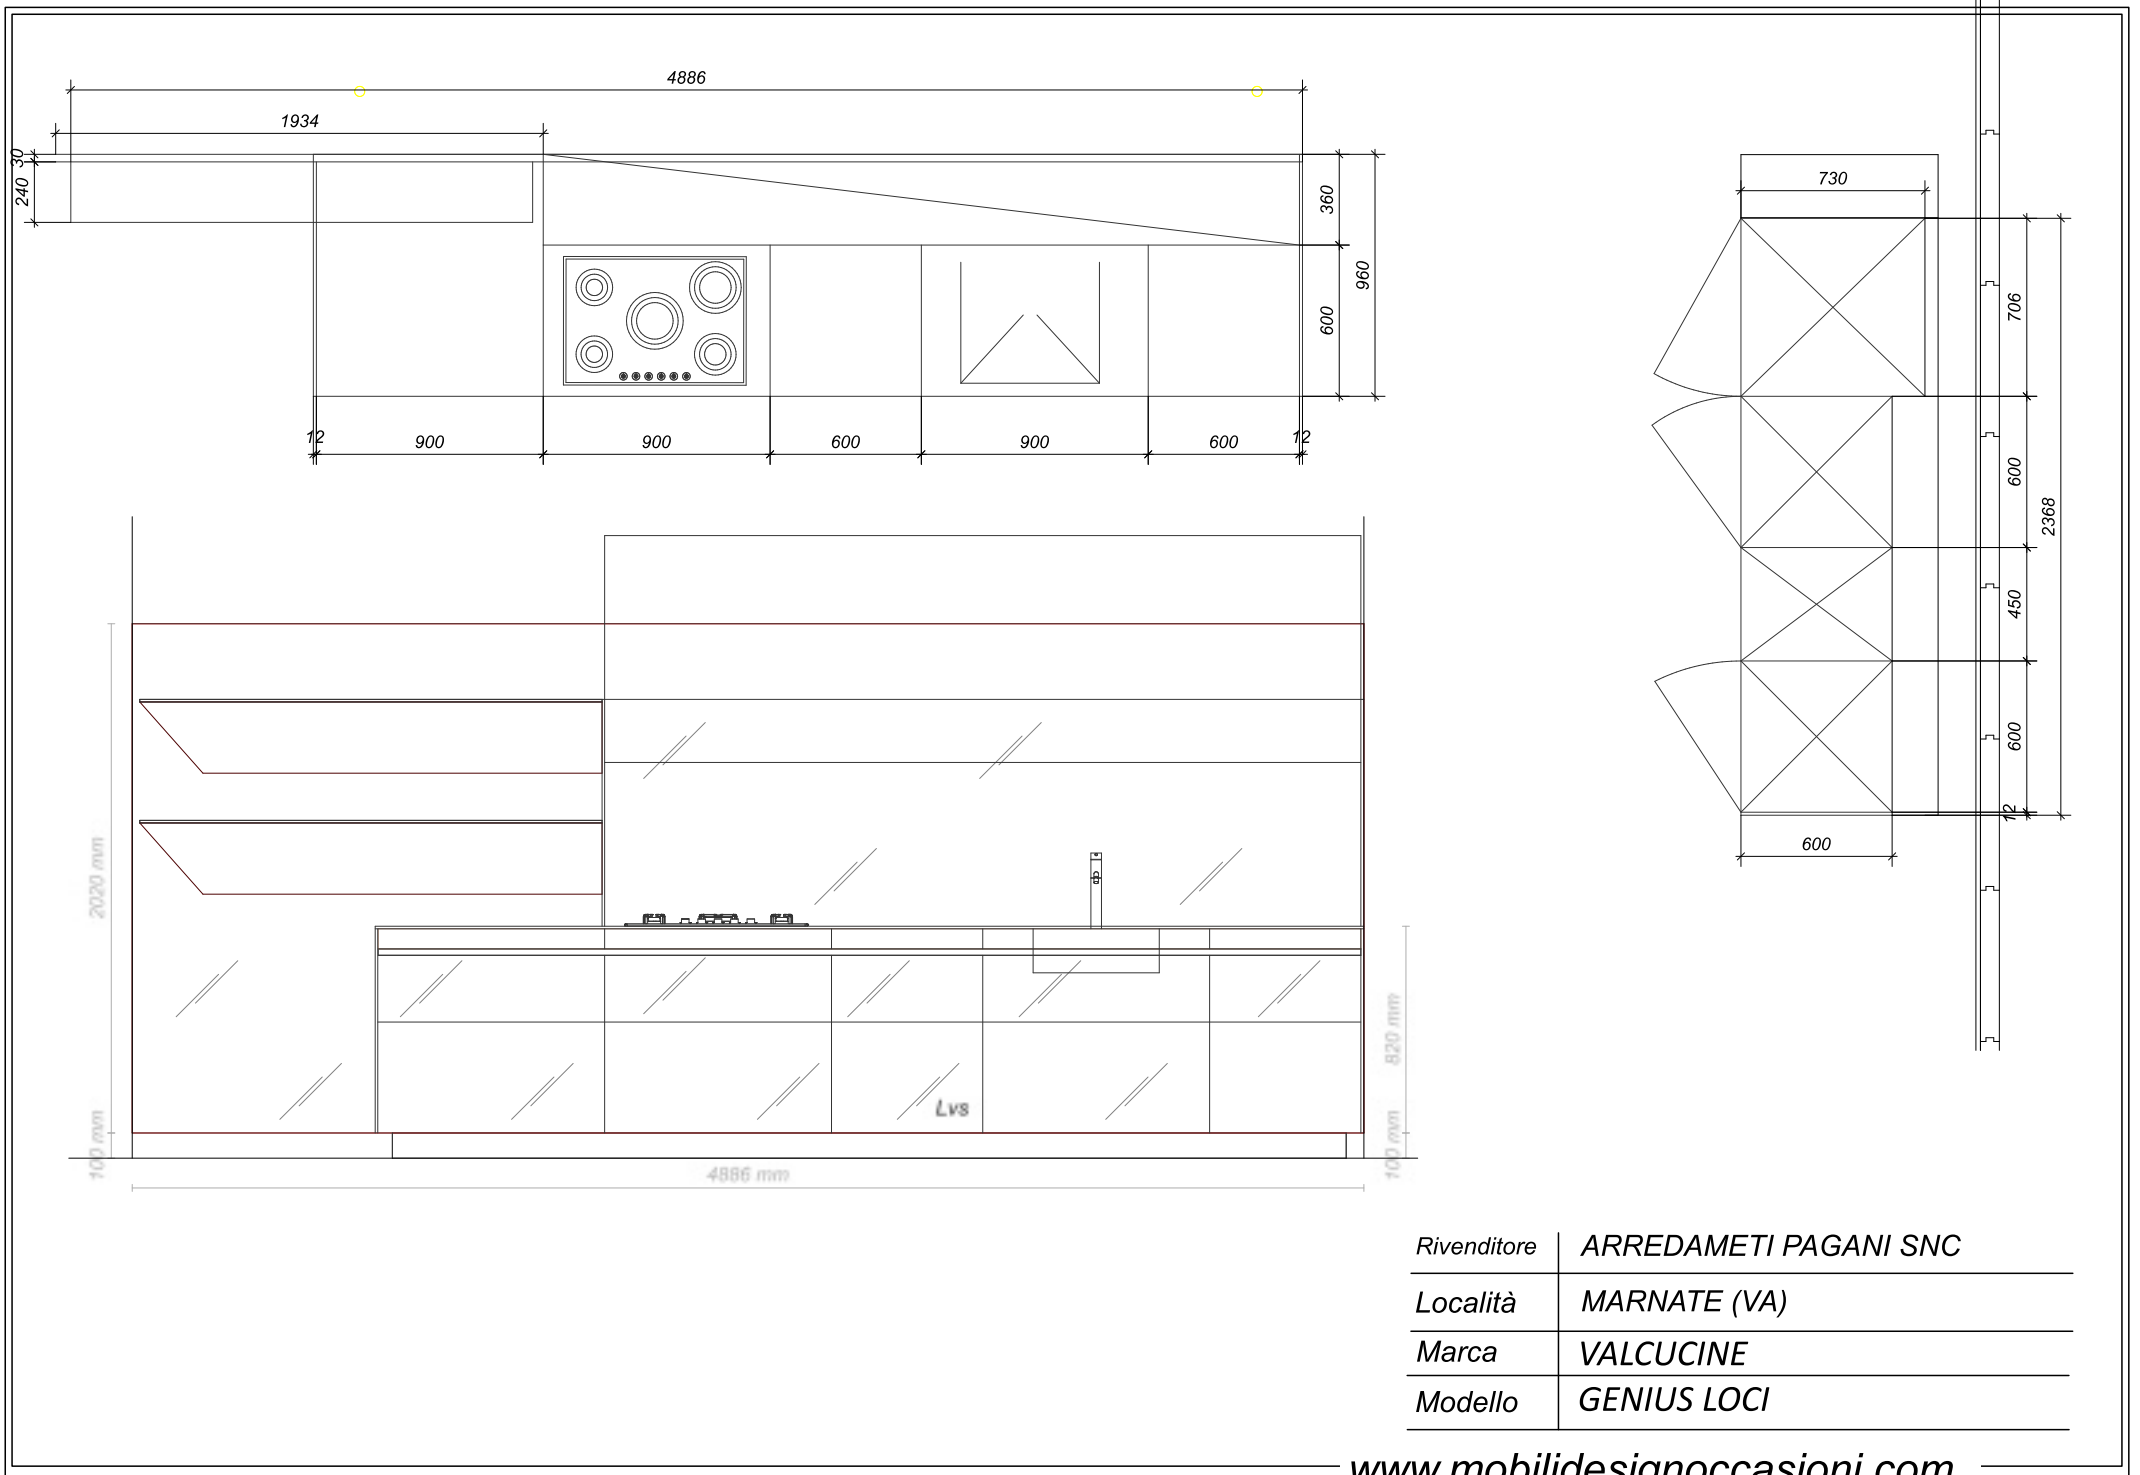 4886
1934
30
240
360
960
600
12
900
900
600
900
600
12
730
706
600
2368
450
600
12
600
2020 mm
100 mm
820 mm
100 mm
Lvs
4886 mm
Rivenditore ARREDAMETI PAGANI SNC
Località MARNATE (VA)
Marca VALCUCINE
Modello GENIUS LOCI
www.mobilidesignoccasioni.com